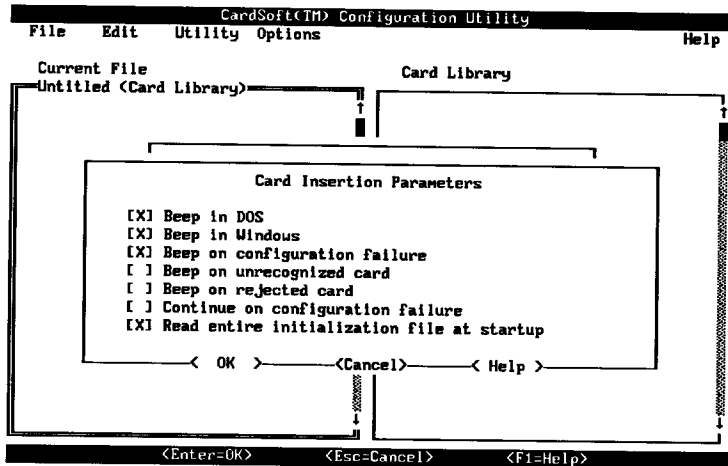 CardSoft(TM) Configuration Utility
File Edit Utility Options Help
Current File Card Library
Untitled (Card Library)
Card Insertion Parameters
[X] Beep in DOS
[X] Beep in Windows
[X] Beep on configuration failure
[ ] Beep on unrecognized card
[ ] Beep on rejected card
[ ] Continue on configuration failure
[X] Read entire initialization file at startup
< OK > <Cancel> < Help >
<Enter=OK> <Esc=Cancel> <F1=Help>